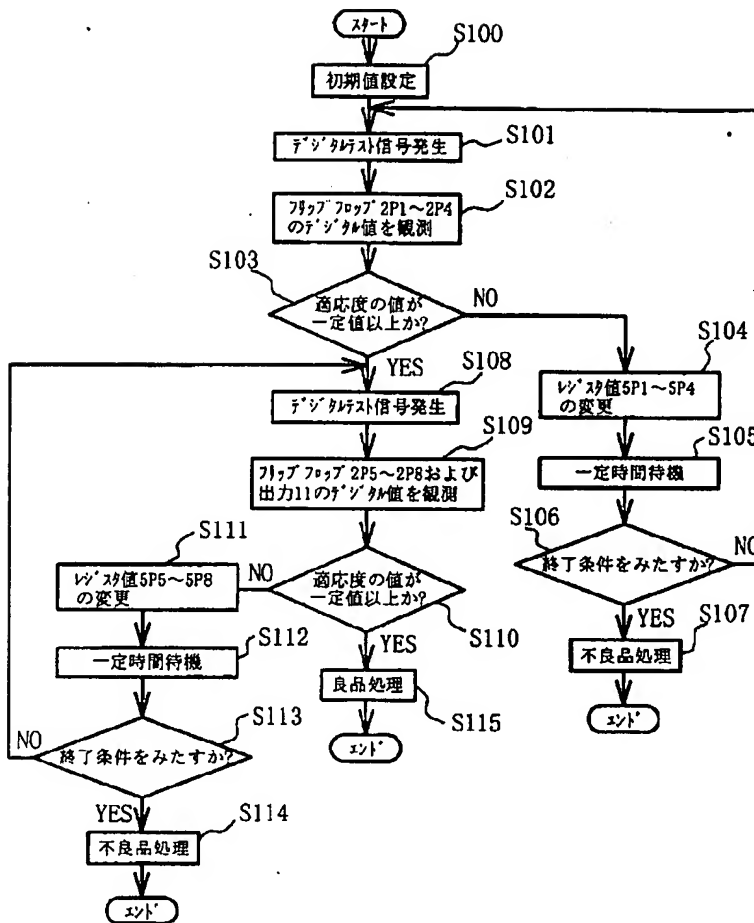 スタート
S100
初期値設定
デジタルテスト信号発生
S101
S102
フリップフロップ2P1〜2P4
のデジタル値を観測
S103
適応度の値が
一定値以上か?
NO
YES
S104
レジスタ値5P1〜5P4
の変更
S105
一定時間待機
S106
終了条件をみたすか?
NO
YES
S107
不良品処理
エンド
S108
デジタルテスト信号発生
S109
フリップフロップ2P5〜2P8および
出力11のデジタル値を観測
適応度の値が
一定値以上か?
S110
NO
YES
S111
レジスタ値5P5〜5P8
の変更
S112
一定時間待機
S113
終了条件をみたすか?
NO
YES
S114
不良品処理
エンド
良品処理
S115
エンド